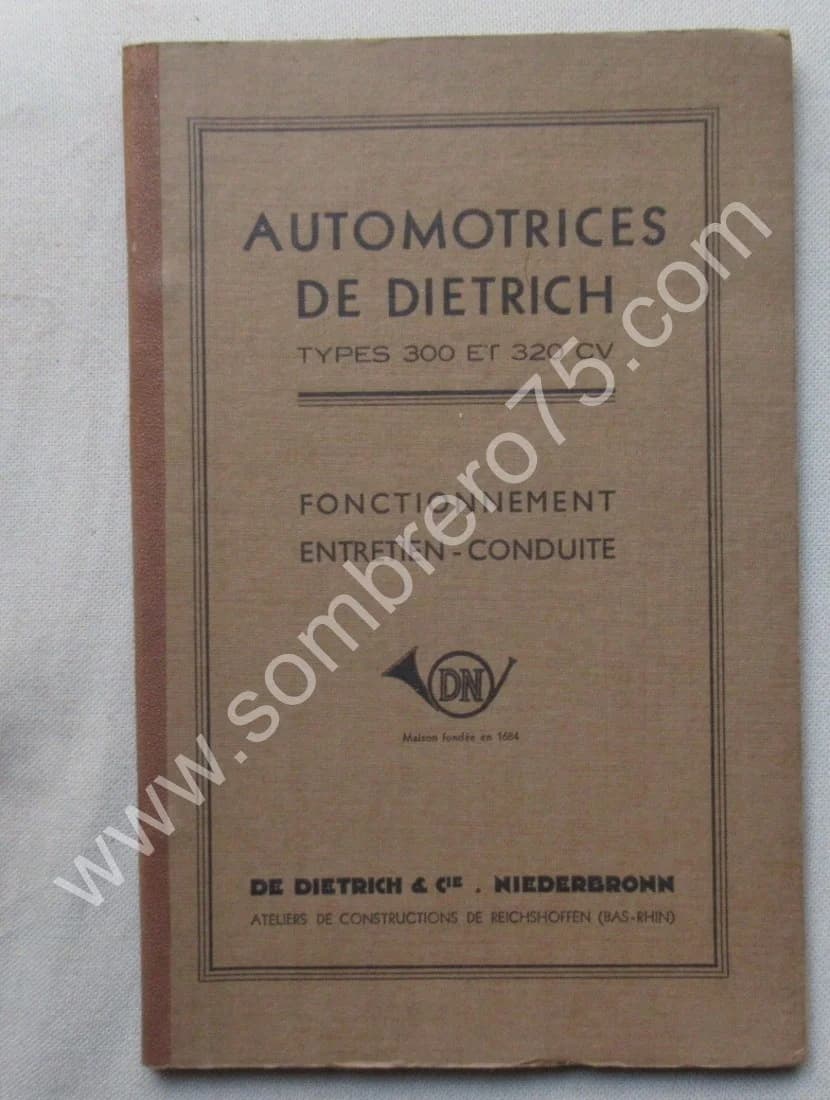 AUTOMOTRICES
DE DIETRICH
TYPES 300 ET 320 CV
FONCTIONNEMENT
ENTRETIEN - CONDUITE
DN
Maison fondée en 1684
DE DIETRICH & CIE . NIEDERBRONN
ATELIERS DE CONSTRUCTIONS DE REICHSHOFFEN (BAS-RHIN)
www.sombrero75.com